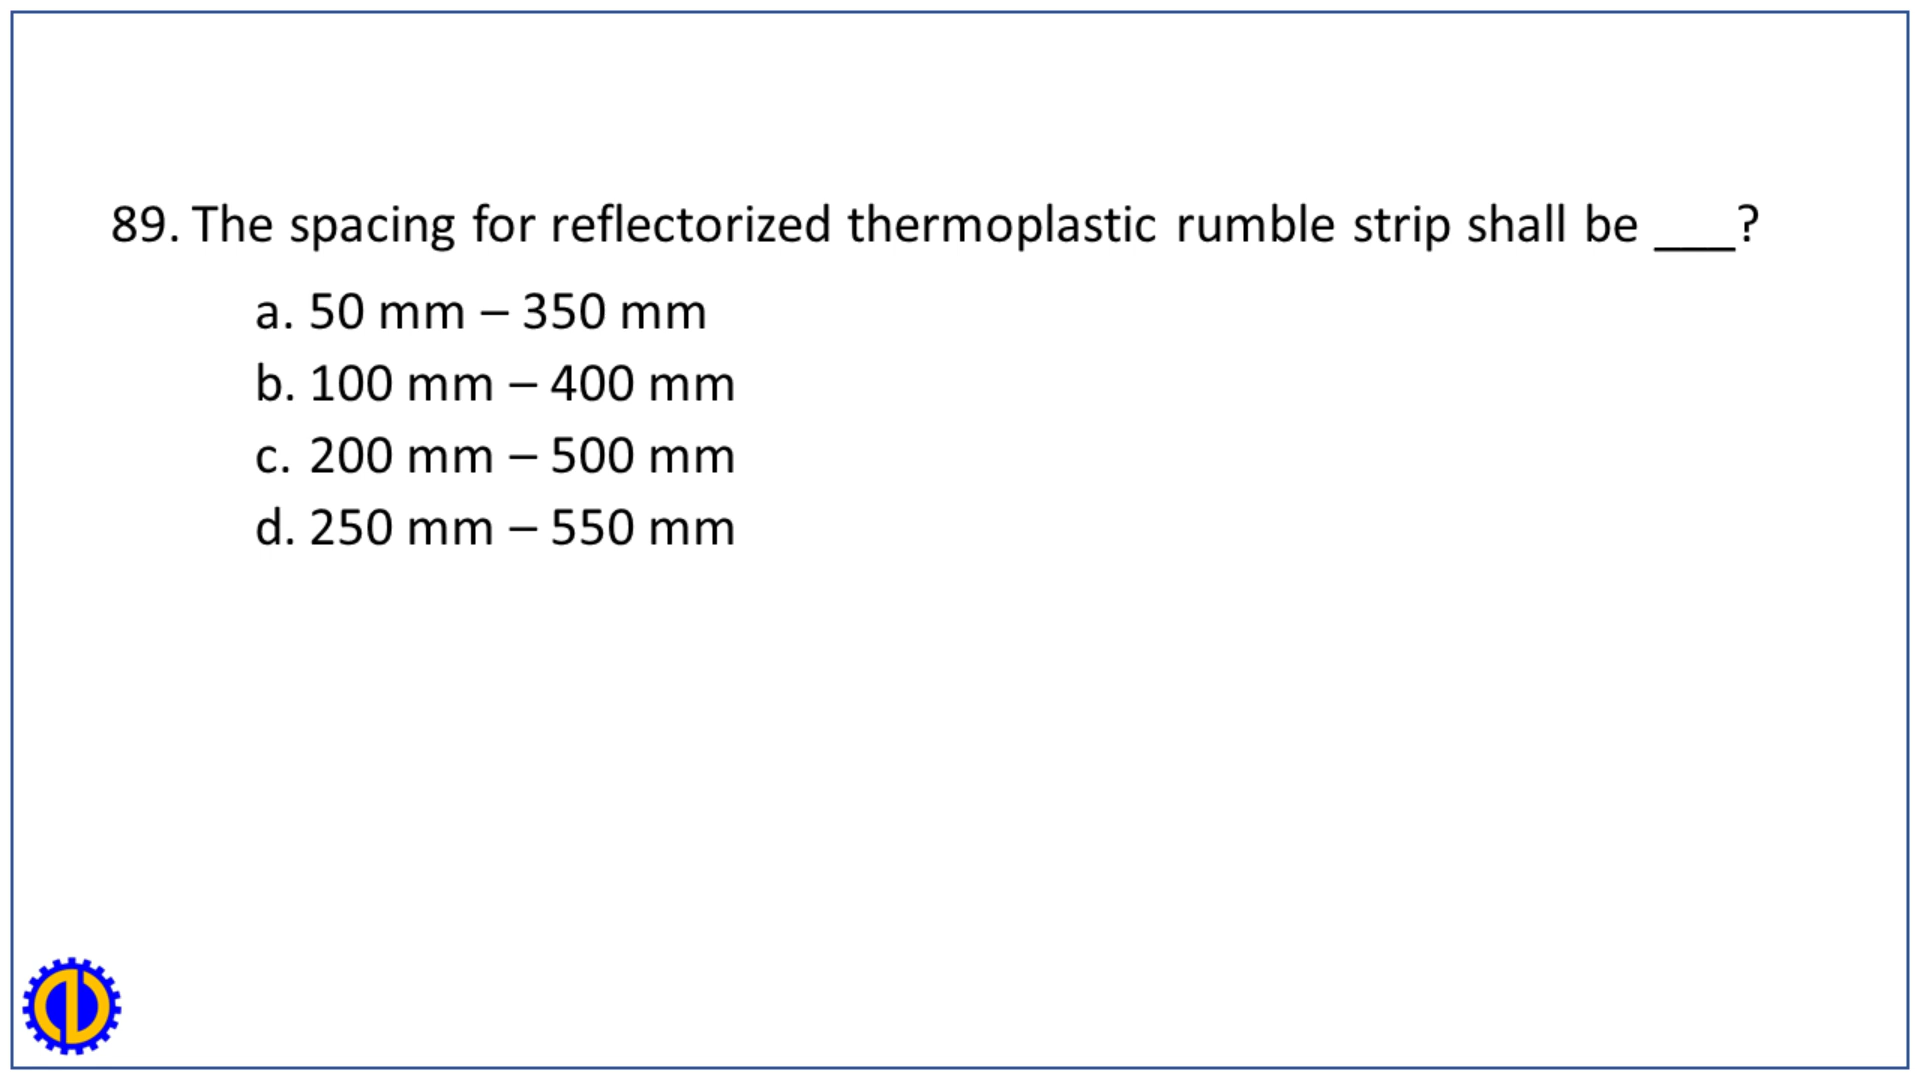 89. The spacing for reflectorized thermoplastic rumble strip shall be ___?
a. 50 mm – 350 mm
b. 100 mm – 400 mm
c. 200 mm – 500 mm
d. 250 mm – 550 mm